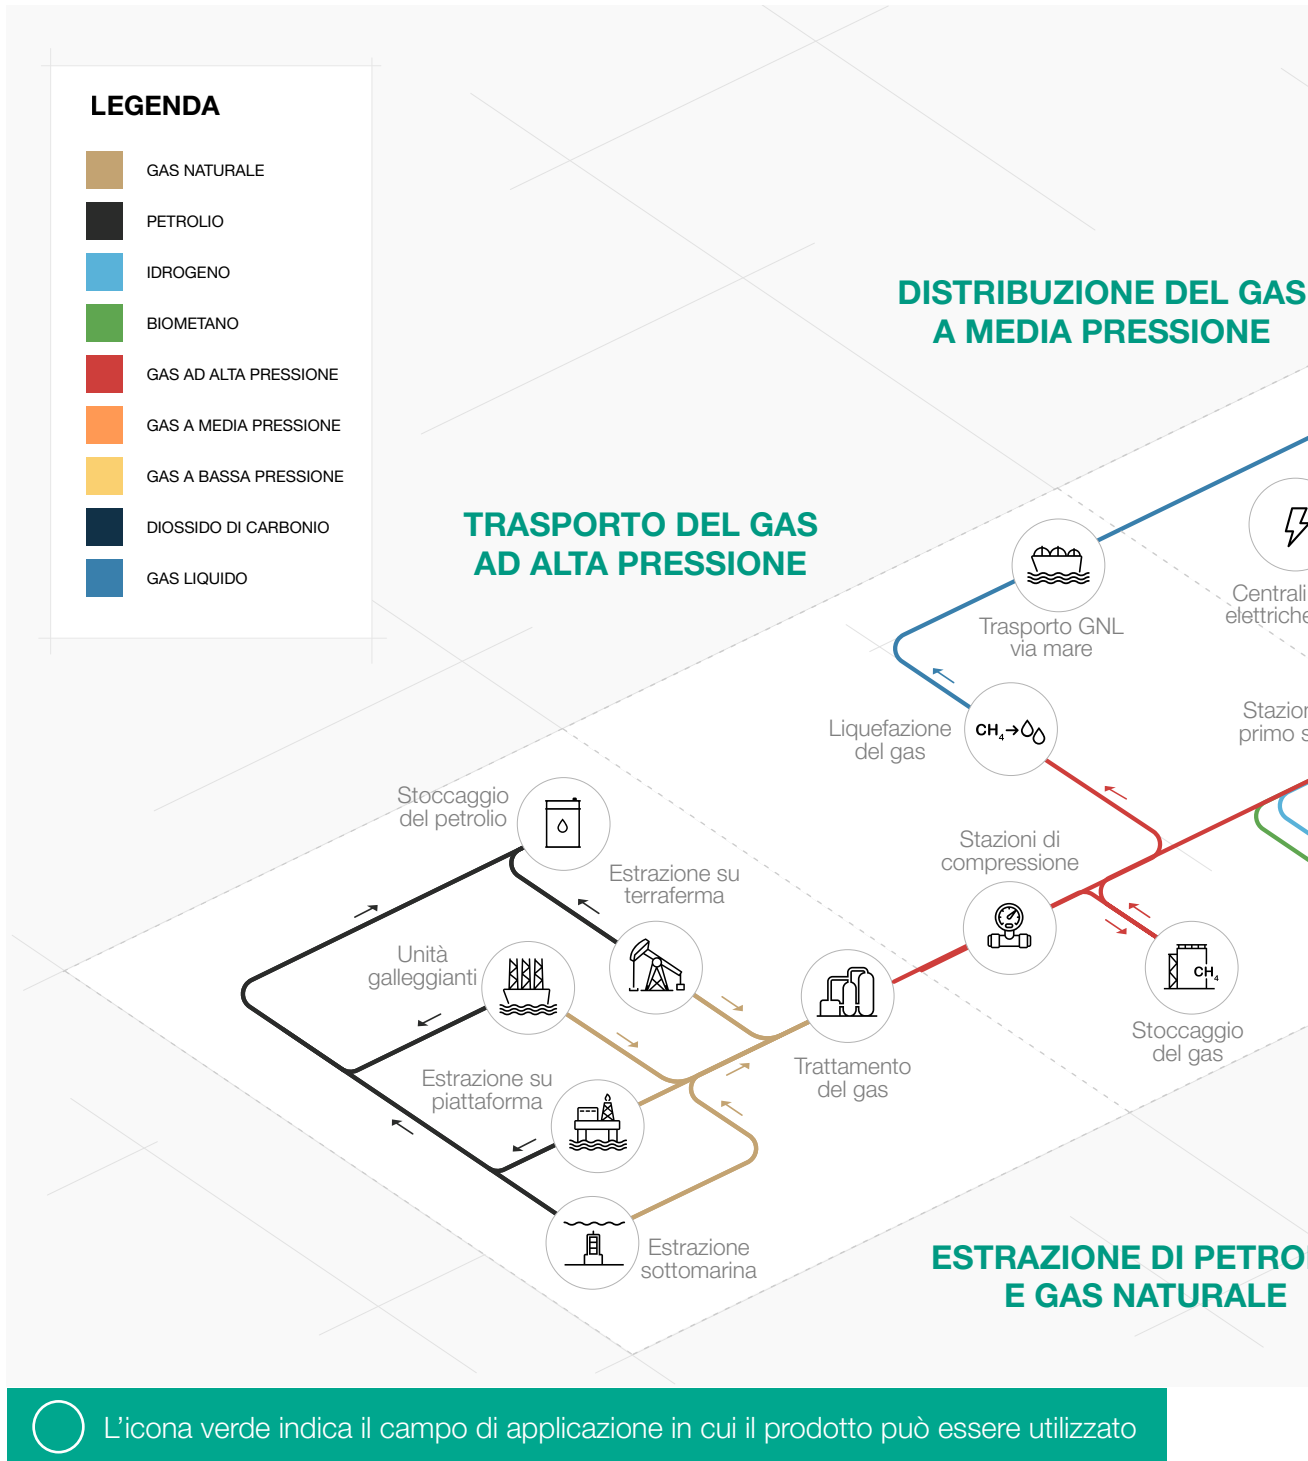 LEGENDA
GAS NATURALE
PETROLIO
IDROGENO
BIOMETANO
GAS AD ALTA PRESSIONE
GAS A MEDIA PRESSIONE
GAS A BASSA PRESSIONE
DIOSSIDO DI CARBONIO
GAS LIQUIDO
DISTRIBUZIONE DEL GAS
A MEDIA PRESSIONE
TRASPORTO DEL GAS
AD ALTA PRESSIONE
Trasporto GNL
via mare
Centrali
elettriche
Liquefazione
del gas
CH₄→
primo
Stoccaggio
del petrolio
Stazioni di
compressione
Estrazione su
terraferma
Unità
galleggianti
CH₄
Stoccaggio
del gas
Trattamento
del gas
Estrazione su
piattaforma
Estrazione
sottomarina
ESTRAZIONE DI
E GAS NATURALE
L'icona verde indica il campo di applicazione in cui il prodotto può essere utilizzato